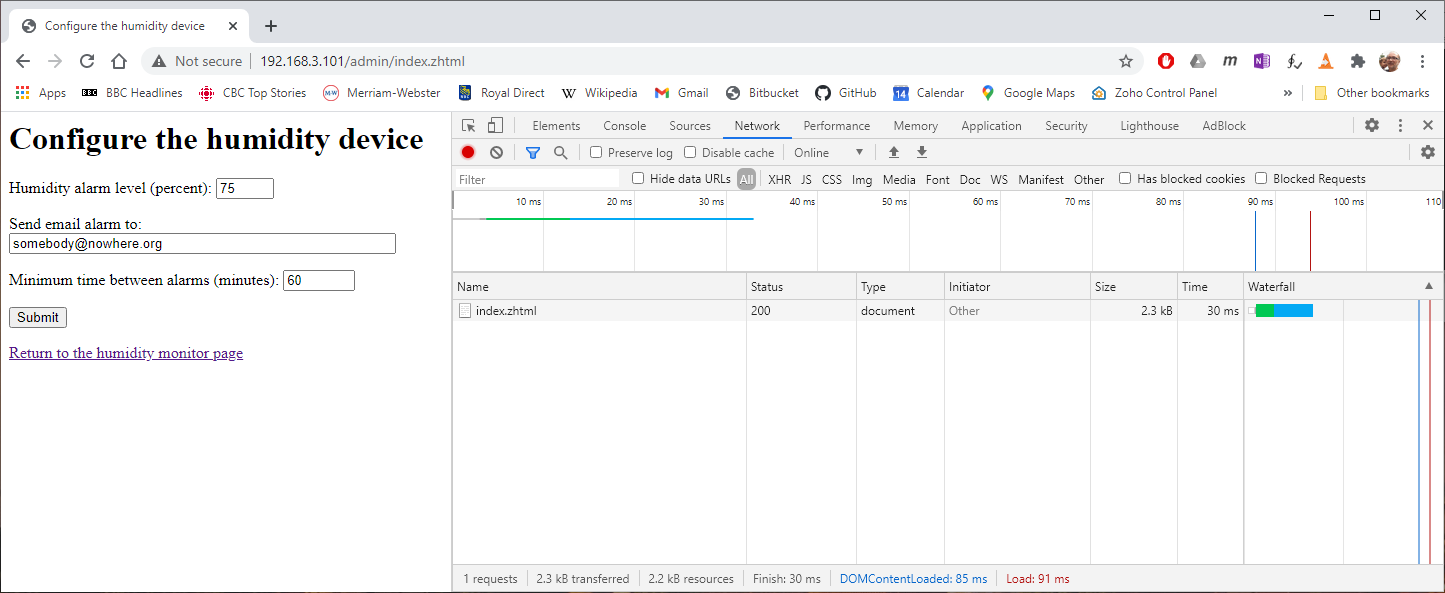 Configure the humidity device
Not secure 192.168.3.101/admin/index.zhtml
Apps BBC Headlines CBC Top Stories Merriam-Webster Royal Direct Wikipedia Gmail Bitbucket GitHub 14 Calendar Google Maps Zoho Control Panel » Other bookmarks
Configure the humidity device
Humidity alarm level (percent): 75
Send email alarm to:
somebody@nowhere.org
Minimum time between alarms (minutes): 60
Submit
Return to the humidity monitor page
Elements Console Sources Network Performance Memory Application Security Lighthouse AdBlock
Preserve log Disable cache Online
Filter Hide data URLs All XHR JS CSS Img Media Font Doc WS Manifest Other Has blocked cookies Blocked Requests
10 ms 20 ms 30 ms 40 ms 50 ms 60 ms 70 ms 80 ms 90 ms 100 ms 110
Name Status Type Initiator Size Time Waterfall
index.zhtml 200 document Other 2.3 kB 30 ms
1 requests 2.3 kB transferred 2.2 kB resources Finish: 30 ms DOMContentLoaded: 85 ms Load: 91 ms